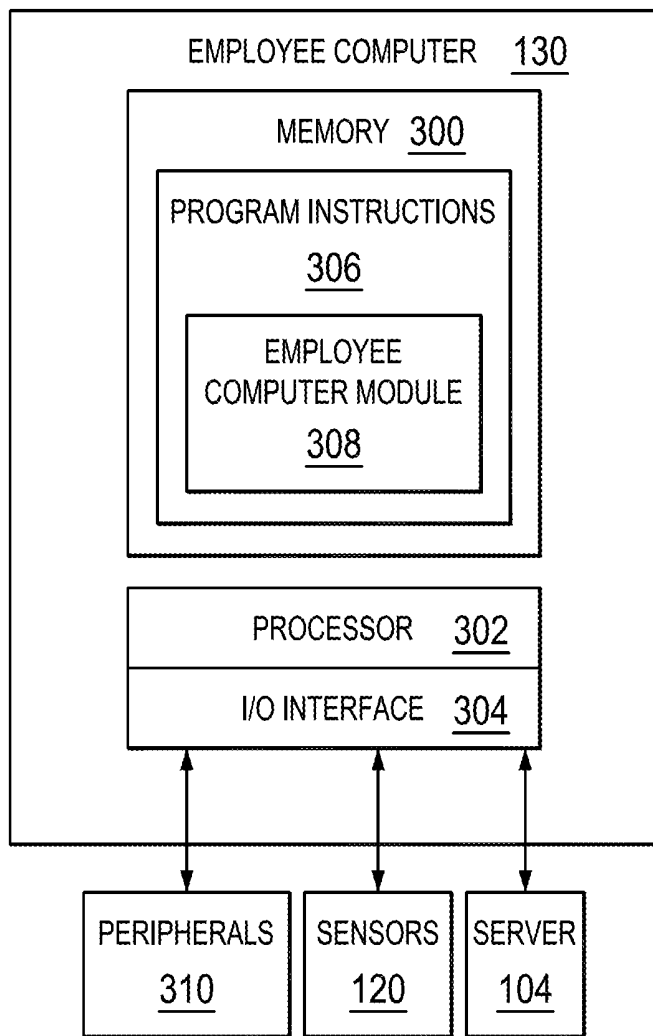 EMPLOYEE COMPUTER 130
MEMORY 300
PROGRAM INSTRUCTIONS
306
EMPLOYEE
COMPUTER MODULE
308
PROCESSOR 302
I/O INTERFACE 304
PERIPHERALS
310
SENSORS
120
SERVER
104